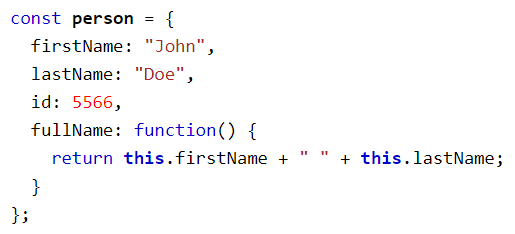 const person = {
  firstName: "John",
  lastName: "Doe",
  id: 5566,
  fullName: function() {
    return this.firstName + " " + this.lastName;
  }
};